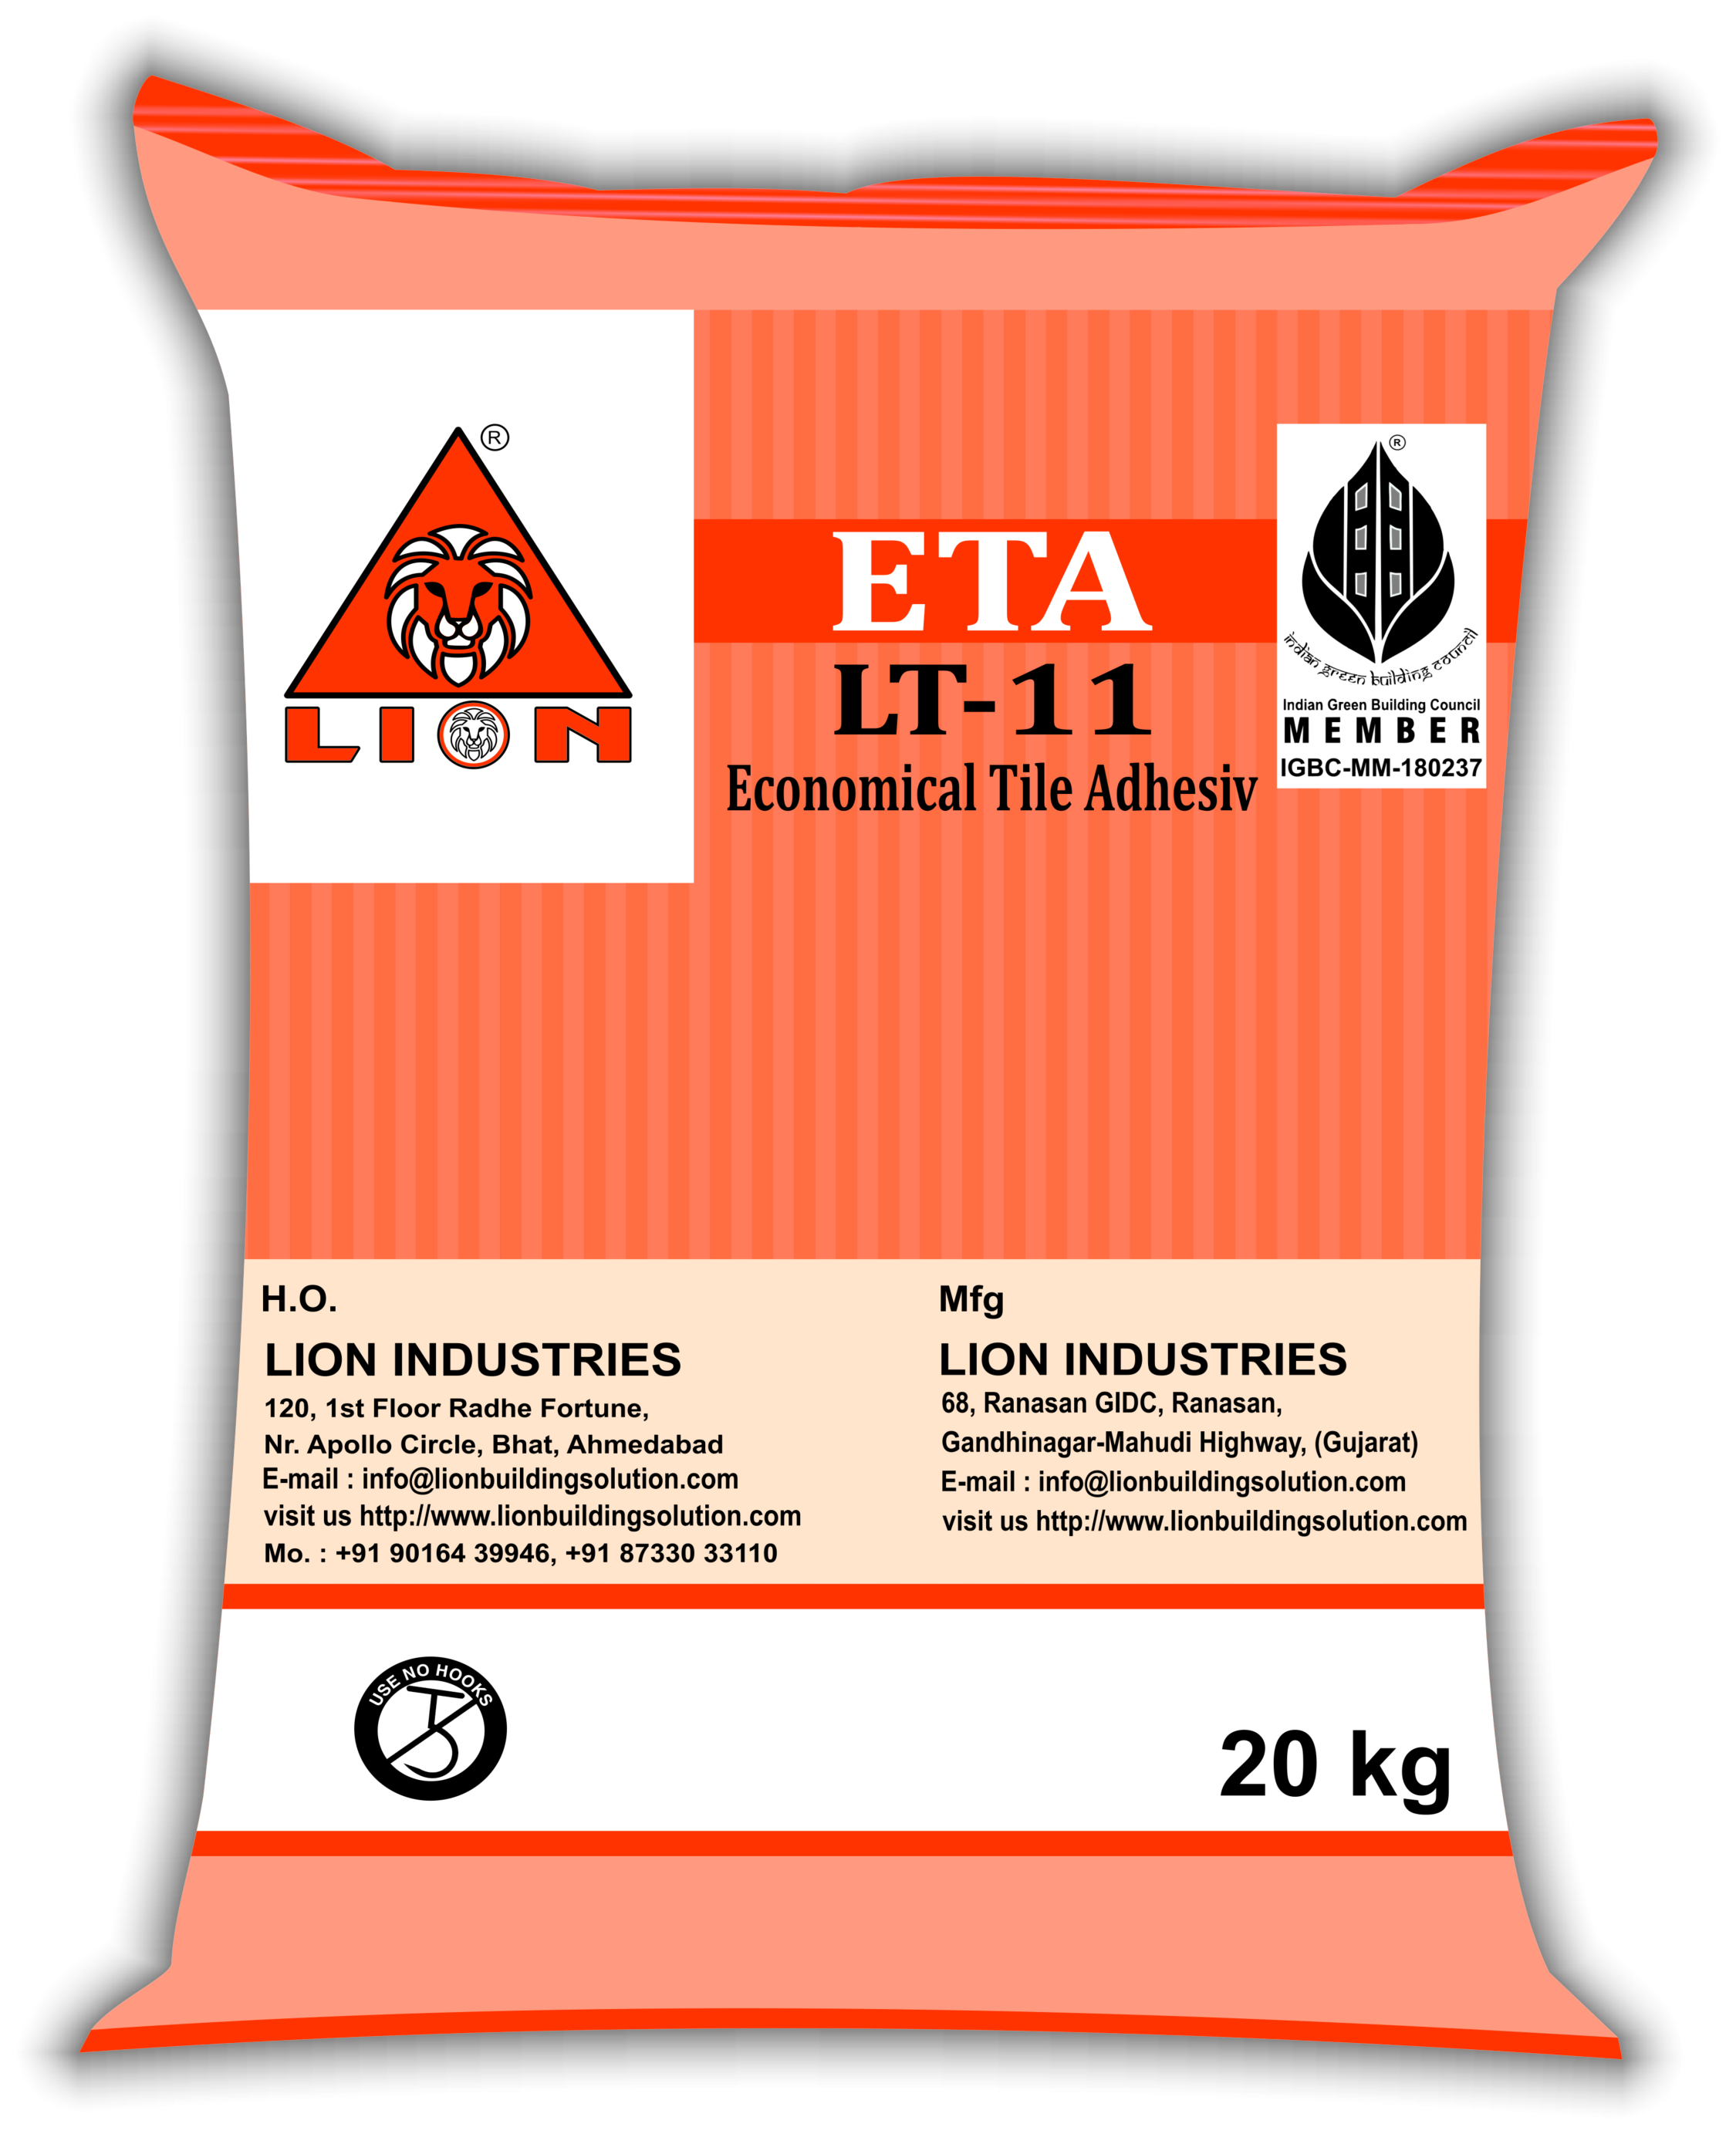 ®
LION
ETA
LT-11
Economical Tile Adhesiv
®
indian green building council
Indian Green Building Council
MEMBER
IGBC-MM-180237
H.O.
LION INDUSTRIES
120, 1st Floor Radhe Fortune,
Nr. Apollo Circle, Bhat, Ahmedabad
E-mail : info@lionbuildingsolution.com
visit us http://www.lionbuildingsolution.com
Mo. : +91 90164 39946, +91 87330 33110
Mfg
LION INDUSTRIES
68, Ranasan GIDC, Ranasan,
Gandhinagar-Mahudi Highway, (Gujarat)
E-mail : info@lionbuildingsolution.com
visit us http://www.lionbuildingsolution.com
USE NO HOOKS
20 kg